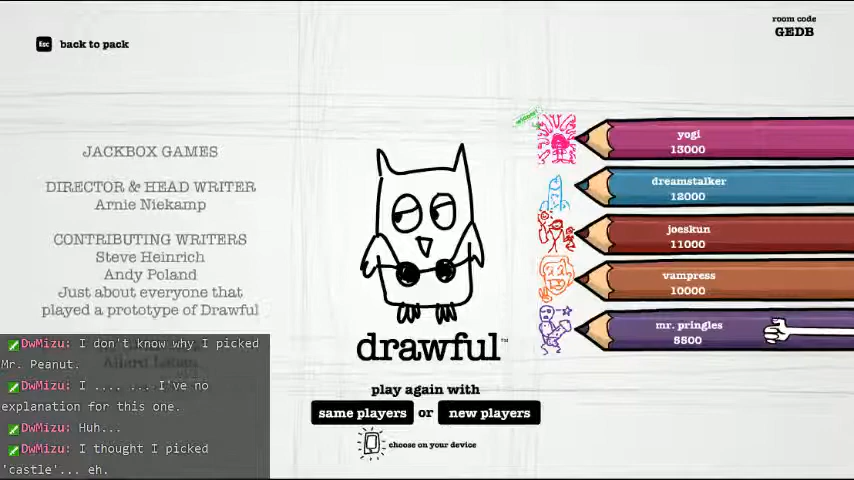 Esc back to pack
room code
GEDB
JACKBOX GAMES
DIRECTOR & HEAD WRITER
Arnie Niekamp
CONTRIBUTING WRITERS
Steve Heinrich
Andy Poland
Just about everyone that
played a prototype of Drawful
yogi
13000
dreamstalker
12000
joeskun
11000
vampress
10000
mr. pringles
5500
drawful™
play again with
same players or new players
choose on your device
DwMizu: I don't know why I picked
Mr. Peanut.
DwMizu: I .... ... I've no
explanation for this one.
DwMizu: Huh...
DwMizu: I thought I picked
'castle'... eh.